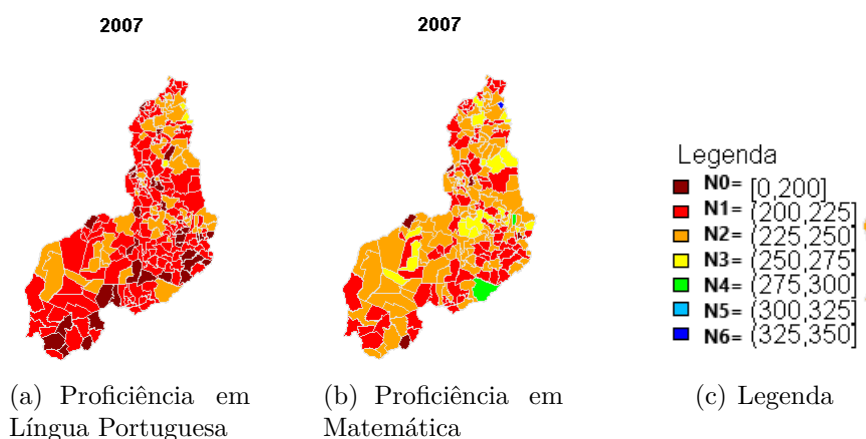 2007
2007
Legenda
N0= [0,200]
N1= (200,225]
N2= (225,250]
N3= (250,275]
N4= (275,300]
N5= (300,325]
N6= (325,350]
(a) Proficiência em
Língua Portuguesa
(b) Proficiência em
Matemática
(c) Legenda